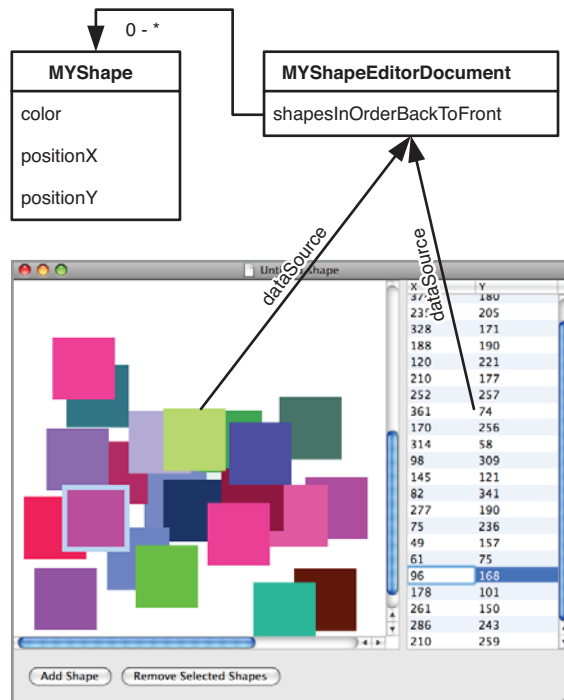 0 - *
MYShape
color
positionX
positionY
MYShapeEditorDocument
shapesInOrderBackToFront
dataSource
dataSource
shape
X Y
180
205
328 171
188 190
120 221
210 177
252 257
361 74
170 256
314 58
98 309
145 121
82 341
277 190
75 236
49 157
61 75
96 168
178 101
261 150
286 243
210 259
Add Shape
Remove Selected Shapes